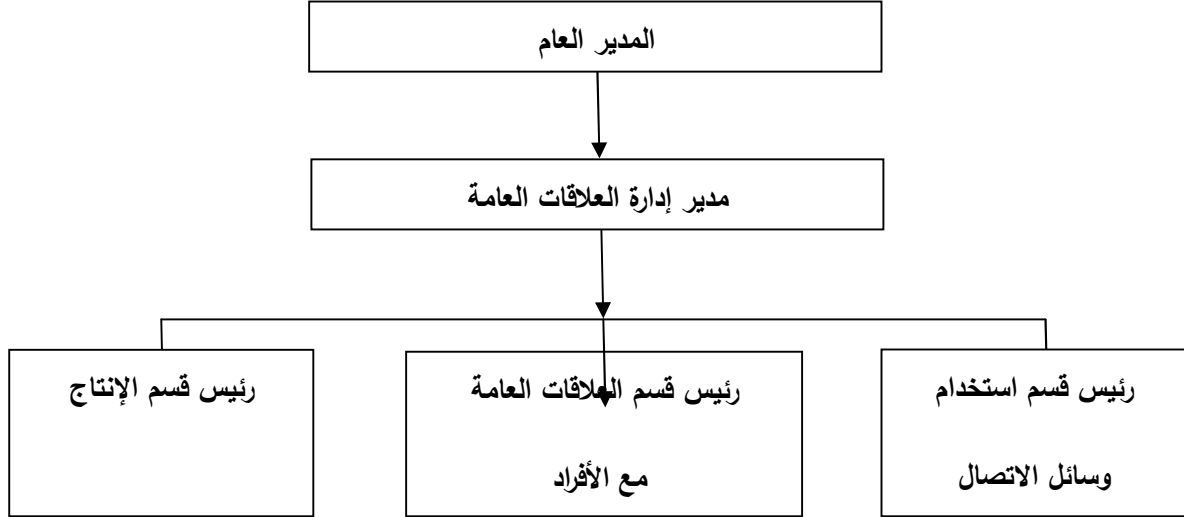 المدير العام
مدير إدارة العلاقات العامة
رئيس قسم استخدام
وسائل الاتصال
رئيس قسم العلاقات العامة
مع الأفراد
رئيس قسم الإنتاج